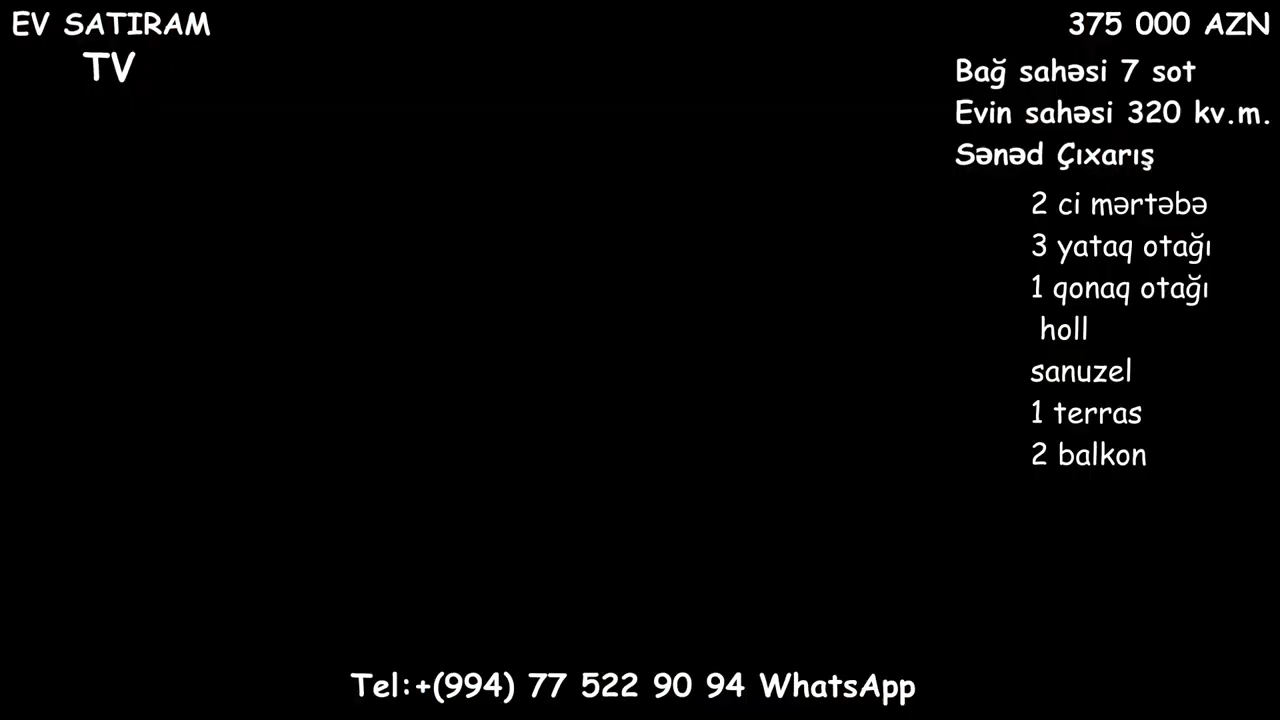 EV SATIRAM
TV
375 000 AZN
Bağ sahəsi 7 sot
Evin sahəsi 320 kv.m.
Sənəd Çıxarış
2 ci mərtəbə
3 yataq otağı
1 qonaq otağı
holl
sanuzel
1 terras
2 balkon
Tel:+(994) 77 522 90 94 WhatsApp